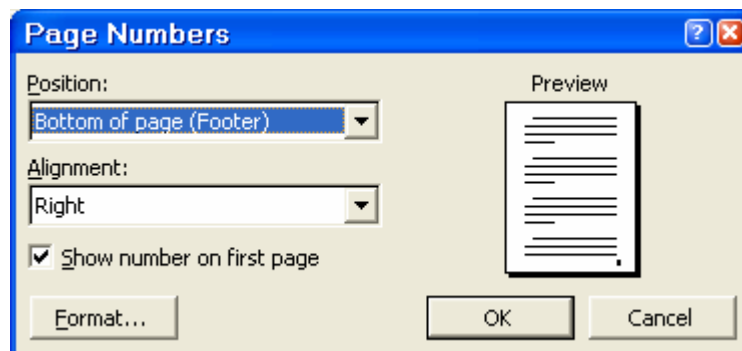 Page Numbers
Position:
Bottom of page (Footer)
Alignment:
Right
Show number on first page
Format...
Preview
OK
Cancel